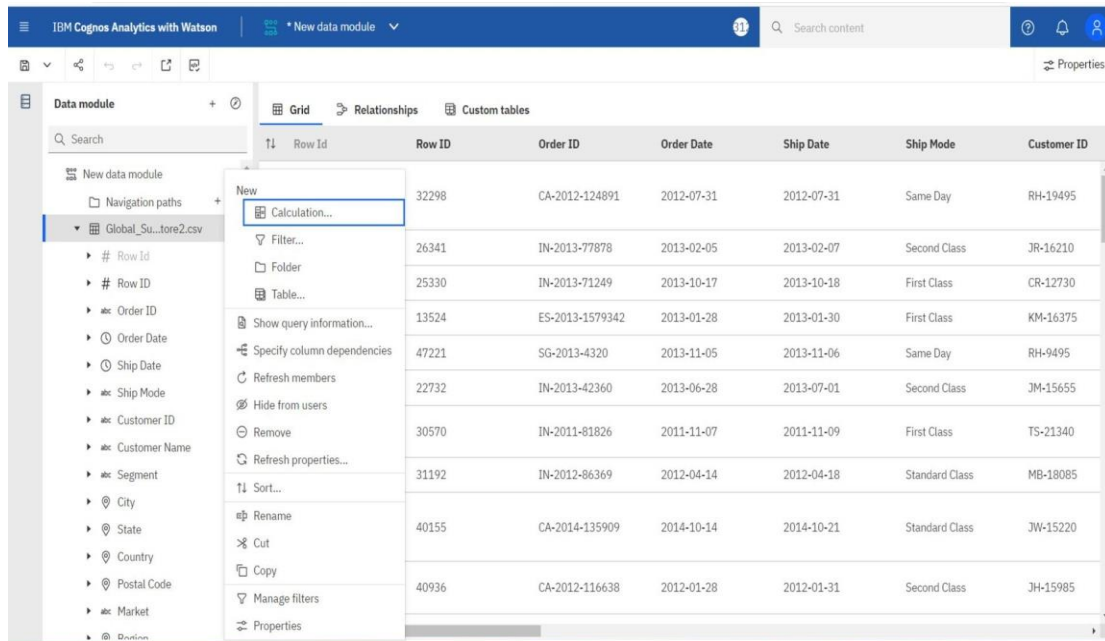 IBM Cognos Analytics with Watson
* New data module
Search content
Properties
Data module
Grid
Relationships
Custom tables
Search
Row Id
Row ID
Order ID
Order Date
Ship Date
Ship Mode
Customer ID
New data module
Navigation paths
Global_Su...tore2.csv
# Row Id
# Row ID
abc Order ID
Order Date
Ship Date
abc Ship Mode
abc Customer ID
abc Customer Name
abc Segment
City
State
Country
Postal Code
abc Market
Region
New
Calculation...
Filter...
Folder
Table...
Show query information...
Specify column dependencies
Refresh members
Hide from users
Remove
Refresh properties...
Sort...
Rename
Cut
Copy
Manage filters
Properties
32298 CA-2012-124891 2012-07-31 2012-07-31 Same Day RH-19495
26341 IN-2013-77878 2013-02-05 2013-02-07 Second Class JR-16210
25330 IN-2013-71249 2013-10-17 2013-10-18 First Class CR-12730
13524 ES-2013-1579342 2013-01-28 2013-01-30 First Class KM-16375
47221 SG-2013-4320 2013-11-05 2013-11-06 Same Day RH-9495
22732 IN-2013-42360 2013-06-28 2013-07-01 Second Class JM-15655
30570 IN-2011-81826 2011-11-07 2011-11-09 First Class TS-21340
31192 IN-2012-86369 2012-04-14 2012-04-18 Standard Class MB-18085
40155 CA-2014-135909 2014-10-14 2014-10-21 Standard Class JW-15220
40936 CA-2012-116638 2012-01-28 2012-01-31 Second Class JH-15985